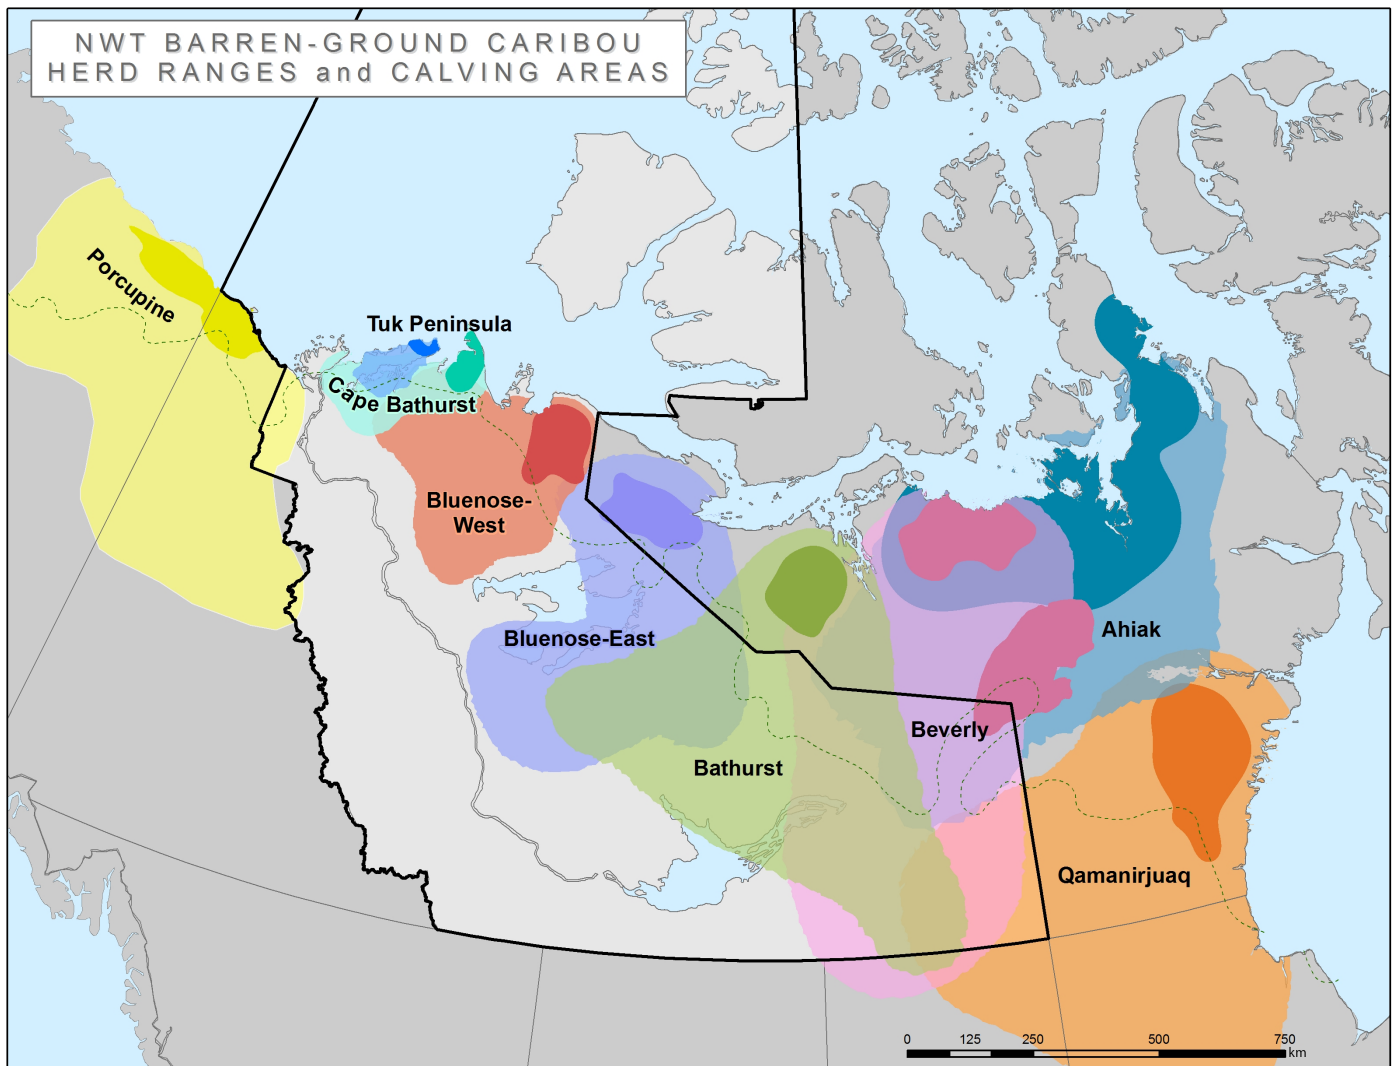 NWT BARREN-GROUND CARIBOU
HERD RANGES and CALVING AREAS
Porcupine
Tuk Peninsula
Cape Bathurst
Bluenose-
West
Bluenose-East
Ahiak
Beverly
Bathurst
Qamanirjuaq
0 125 250 500 750
km